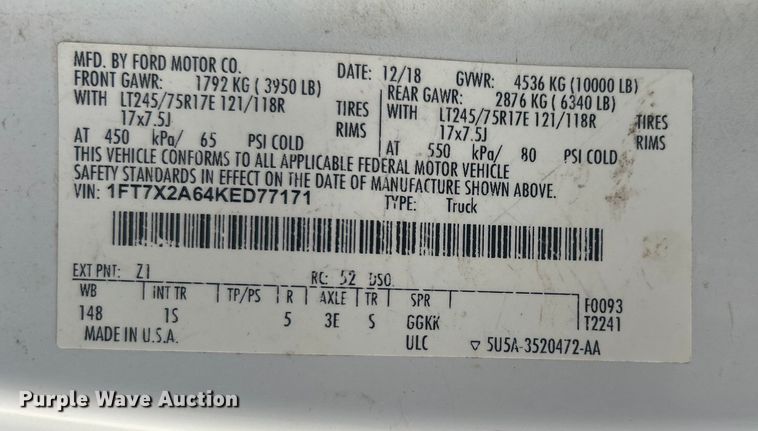 MFD. BY FORD MOTOR CO.
DATE: 12/18 GVWR: 4536 KG (10000 LB)
FRONT GAWR: 1792 KG ( 3950 LB) REAR GAWR: 2876 KG ( 6340 LB)
WITH LT245/75R17E 121/118R TIRES WITH LT245/75R17E 121/118R TIRES
17x7.5J RIMS 17x7.5J RIMS
AT 450 kPa/ 65 PSI COLD AT 550 kPa/ 80 PSI COLD
THIS VEHICLE CONFORMS TO ALL APPLICABLE FEDERAL MOTOR VEHICLE
SAFETY STANDARDS IN EFFECT ON THE DATE OF MANUFACTURE SHOWN ABOVE.
VIN: 1FT7X2A64KED77171 TYPE: Truck
EXT PNT: Z1 RC: 52 DSO:
WB INT TR TP/PS R AXLE TR SPR F0093
148 1S 5 3E S GGKK T2241
MADE IN U.S.A. ULC ▽ 5U5A-3520472-AA
Purple Wave Auction